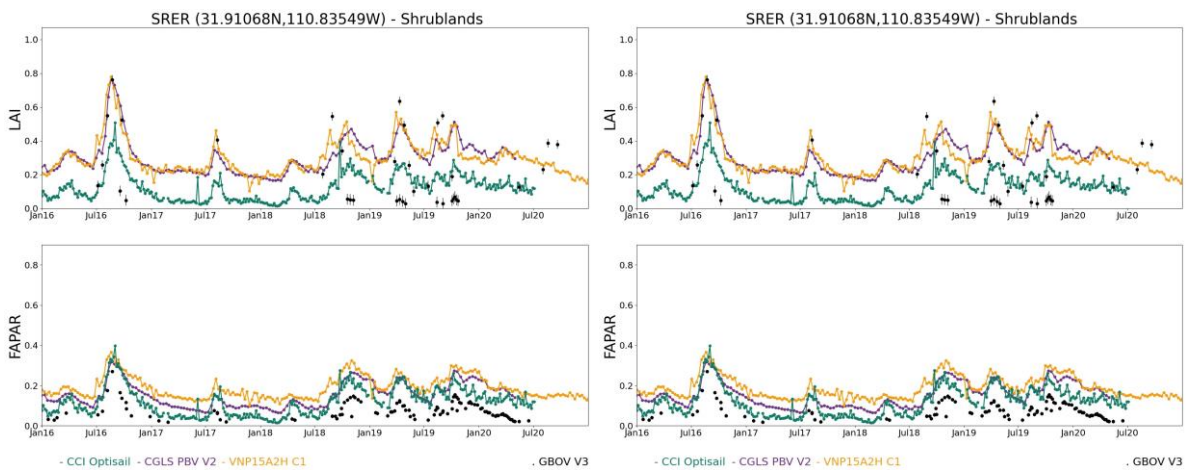 SRER (31.91068N,110.83549W) - Shrublands
LAI
1.0
0.8
0.6
0.4
0.2
0.0
Jan16 Jul16 Jan17 Jul17 Jan18 Jul18 Jan19 Jul19 Jan20 Jul20
FAPAR
0.8
0.6
0.4
0.2
0.0
Jan16 Jul16 Jan17 Jul17 Jan18 Jul18 Jan19 Jul19 Jan20 Jul20
- CCI Optisail - CGLS PBV V2 - VNP15A2H C1 . GBOV V3
SRER (31.91068N,110.83549W) - Shrublands
LAI
1.0
0.8
0.6
0.4
0.2
0.0
Jan16 Jul16 Jan17 Jul17 Jan18 Jul18 Jan19 Jul19 Jan20 Jul20
FAPAR
0.8
0.6
0.4
0.2
0.0
Jan16 Jul16 Jan17 Jul17 Jan18 Jul18 Jan19 Jul19 Jan20 Jul20
- CCI Optisail - CGLS PBV V2 - VNP15A2H C1 . GBOV V3